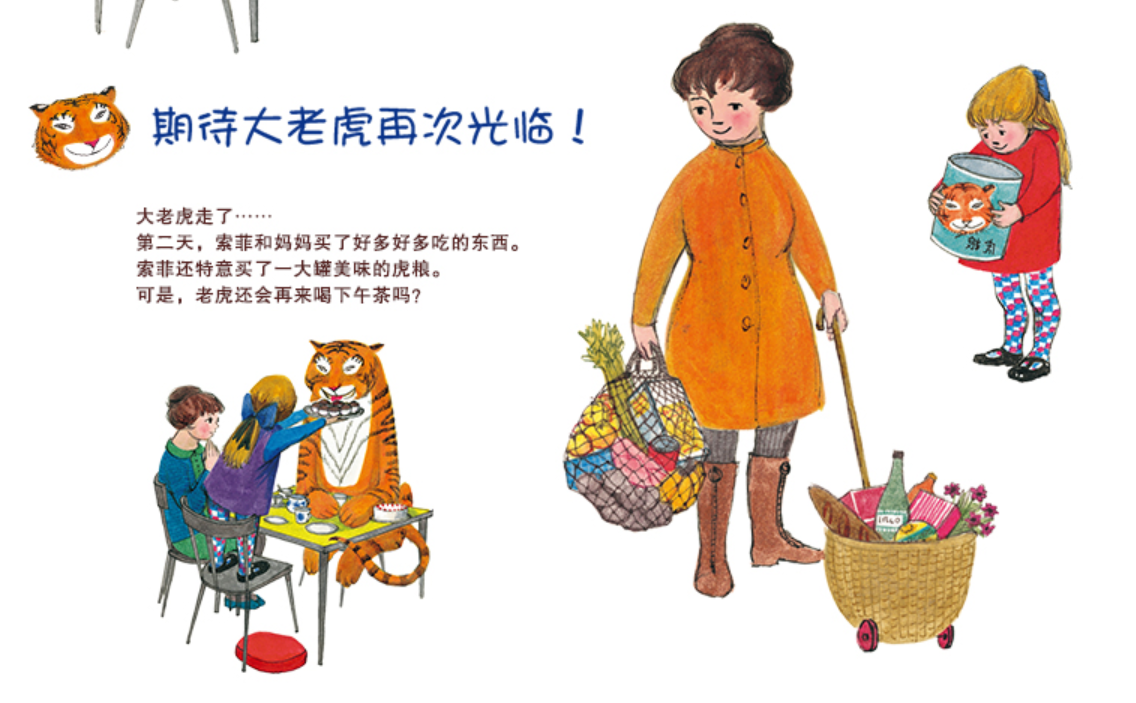 期待大老虎再次光临！
大老虎走了……
第二天，索菲和妈妈买了好多好多吃的东西。
索菲还特意买了一大罐美味的虎粮。
可是，老虎还会再来喝下午茶吗？